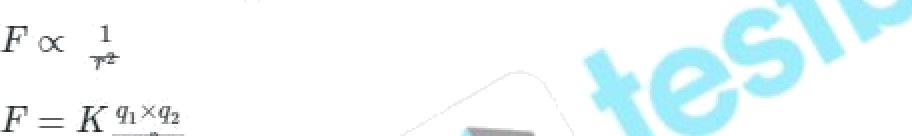 F ∝ 1/r²
F = K q₁×q₂